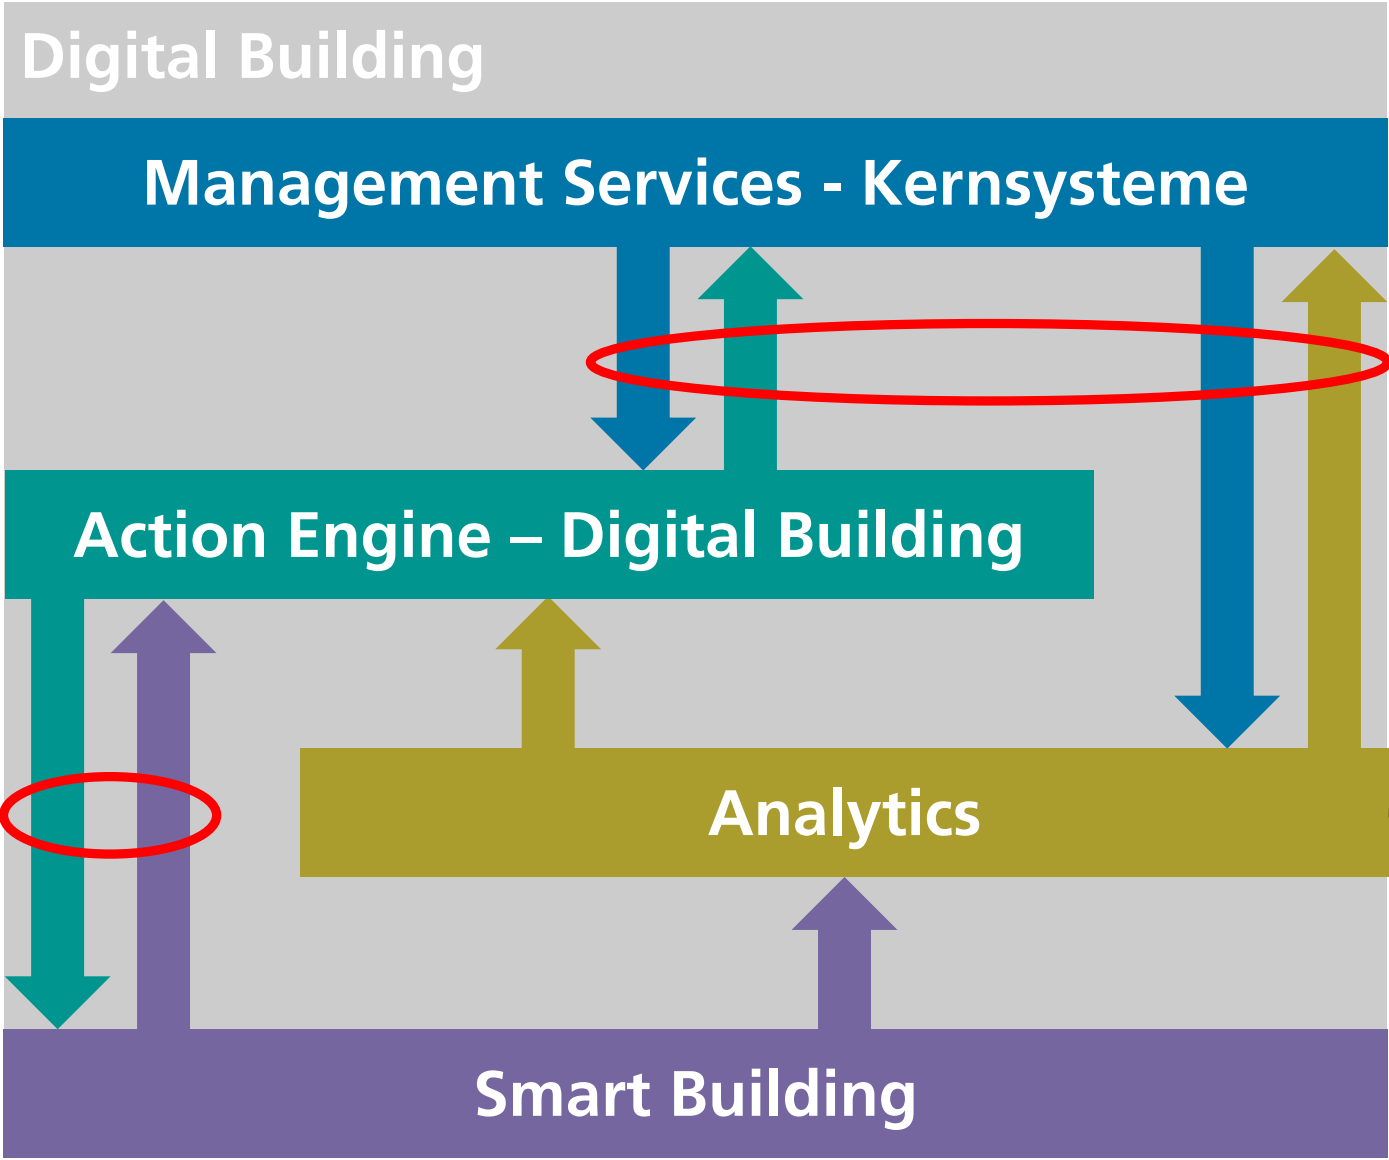 Digital Building
Management Services - Kernsysteme
Action Engine – Digital Building
Analytics
Smart Building